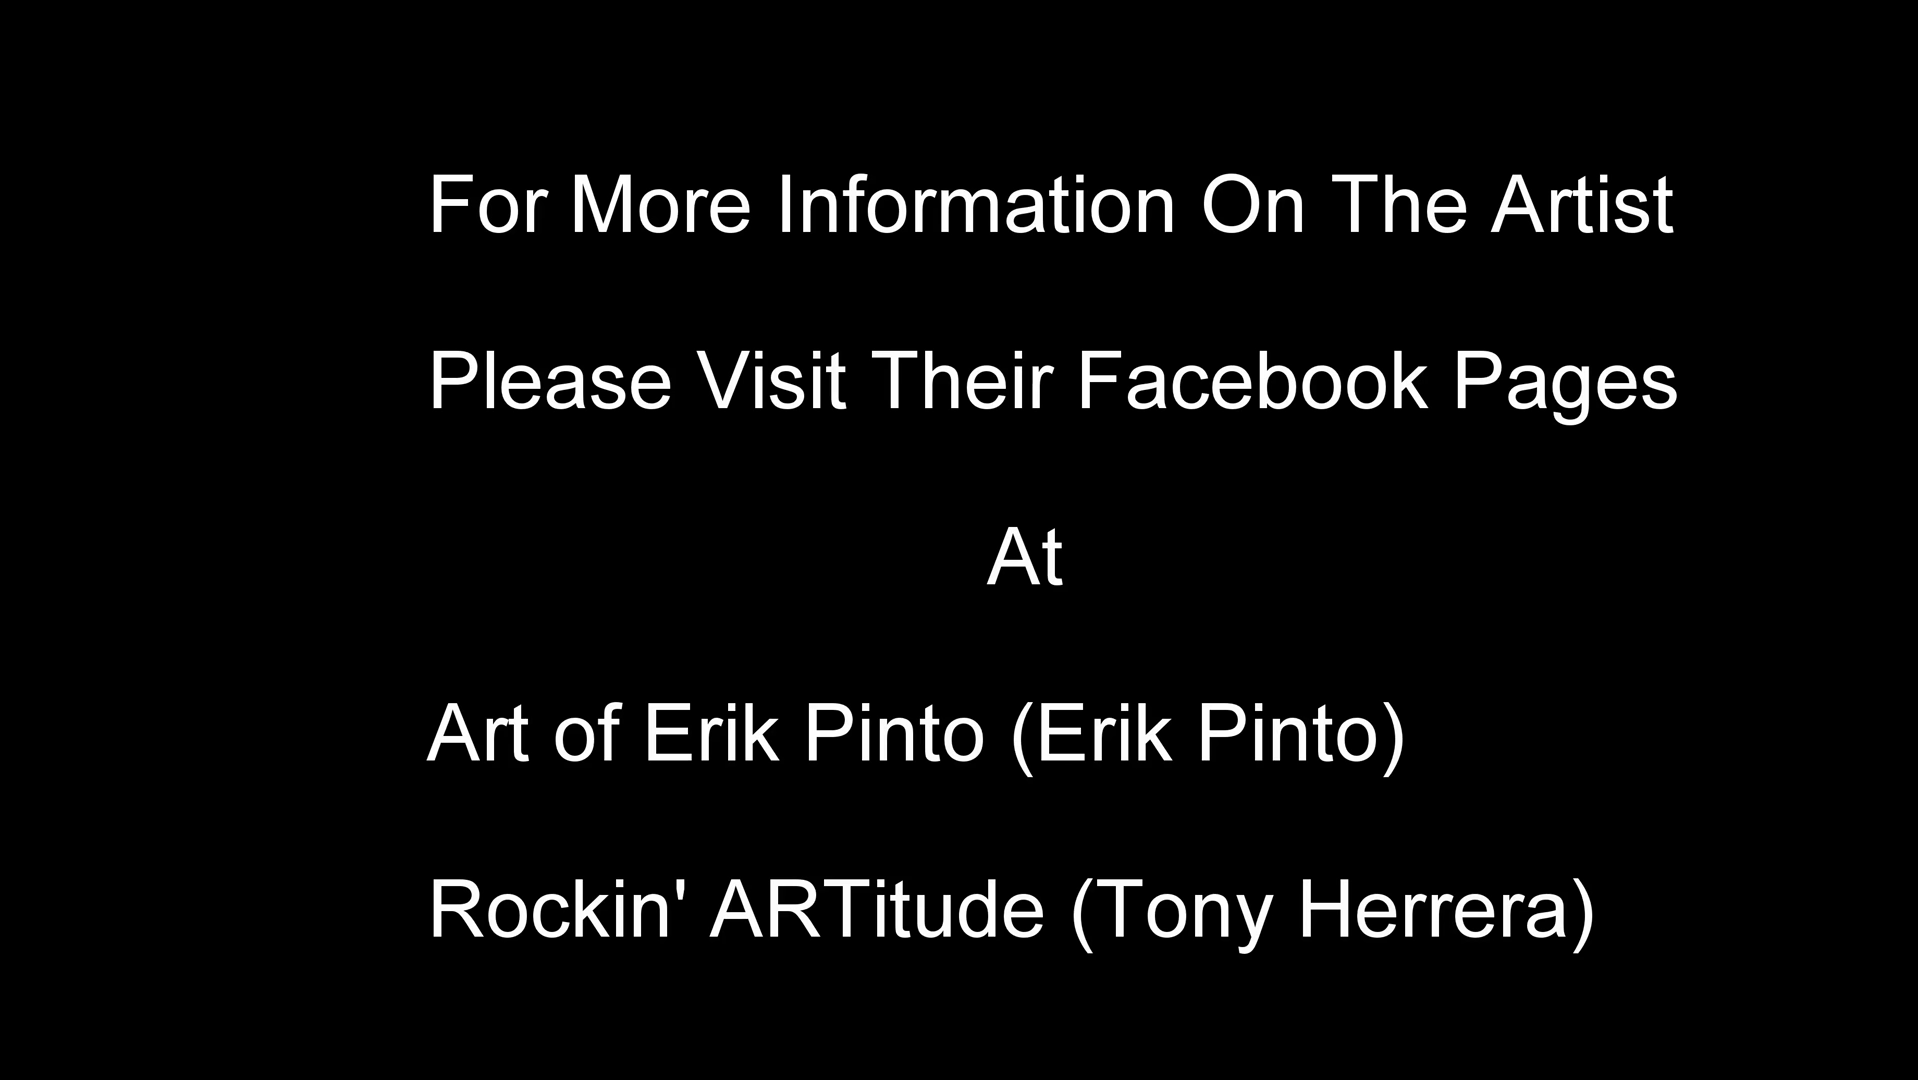 For More Information On The Artist
Please Visit Their Facebook Pages
At
Art of Erik Pinto (Erik Pinto)
Rockin' ARTitude (Tony Herrera)